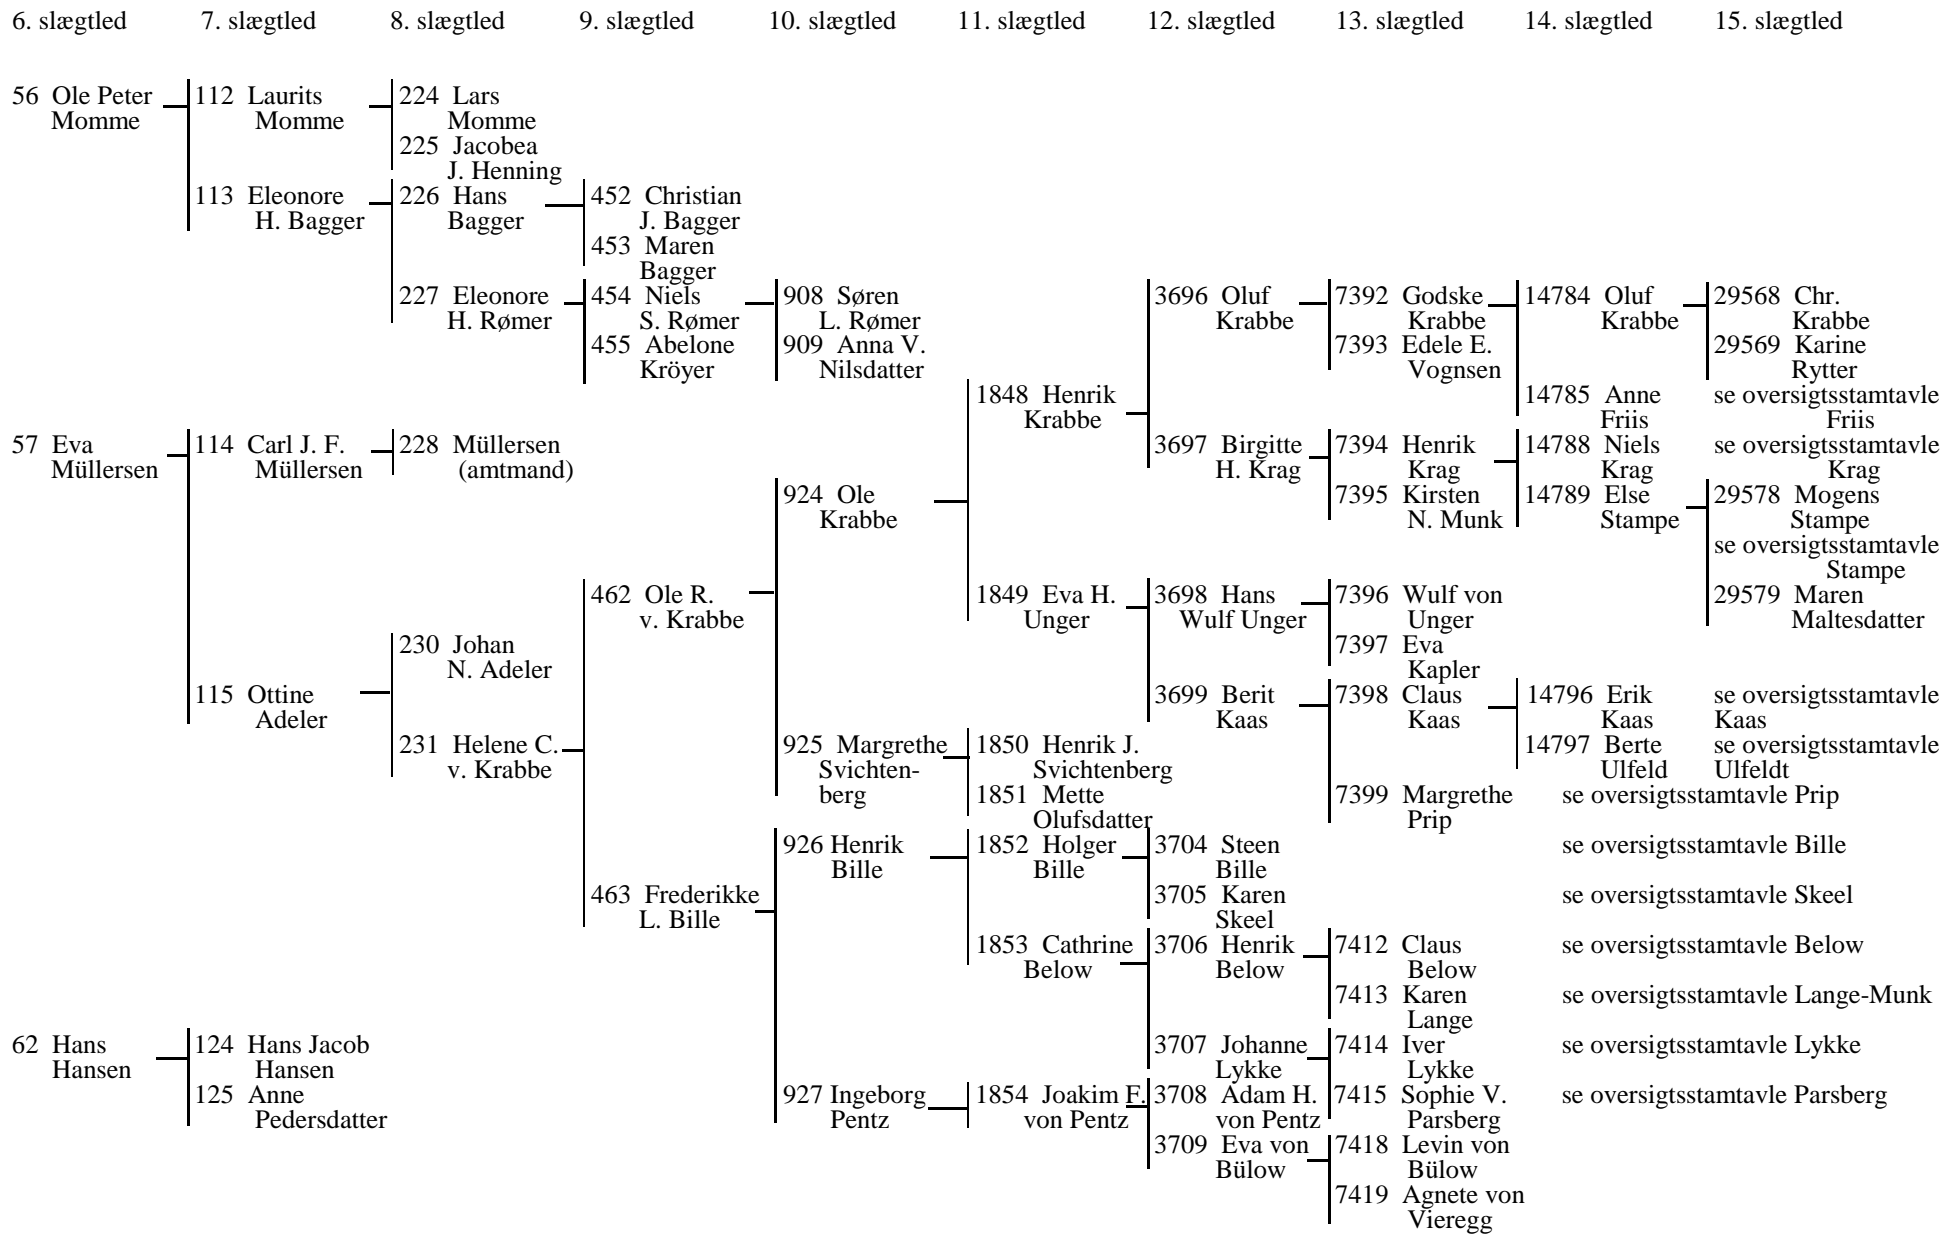 6. slægtled 7. slægtled 8. slægtled 9. slægtled 10. slægtled 11. slægtled 12. slægtled 13. slægtled 14. slægtled 15. slægtled
56 Ole Peter 112 Laurits 224 Lars
Momme Momme Momme
225 Jacobea
J. Henning
113 Eleonore 226 Hans 452 Christian
H. Bagger Bagger J. Bagger
453 Maren
Bagger
227 Eleonore 454 Niels 908 Søren 3696 Oluf 7392 Godske 14784 Oluf 29568 Chr.
H. Rømer S. Rømer L. Rømer Krabbe Krabbe Krabbe Krabbe
455 Abelone 909 Anna V. 7393 Edele E. 29569 Karine
Kröyer Nilsdatter Vognsen Rytter
1848 Henrik 14785 Anne se oversigtsstamtavle
Krabbe Friis Friis
57 Eva 114 Carl J. F. 228 Müllersen 3697 Birgitte 7394 Henrik 14788 Niels se oversigtsstamtavle
Müllersen Müllersen (amtmand) H. Krag Krag Krag Krag
924 Ole 7395 Kirsten 14789 Else 29578 Mogens
Krabbe N. Munk Stampe Stampe
se oversigtsstamtavle
Stampe
462 Ole R. 1849 Eva H. 3698 Hans 7396 Wulf von 29579 Maren
v. Krabbe Unger Wulf Unger Unger Maltesdatter
230 Johan 7397 Eva
N. Adeler Kapler
115 Ottine 3699 Berit 7398 Claus 14796 Erik se oversigtsstamtavle
Adeler Kaas Kaas Kaas Kaas
231 Helene C. 925 Margrethe 1850 Henrik J. 14797 Berte se oversigtsstamtavle
v. Krabbe Svichten- Svichtenberg Ulfeld Ulfeldt
berg 1851 Mette 7399 Margrethe se oversigtsstamtavle Prip
Olufsdatter Prip
926 Henrik 1852 Holger 3704 Steen se oversigtsstamtavle Bille
Bille Bille Bille
463 Frederikke 3705 Karen se oversigtsstamtavle Skeel
L. Bille Skeel
1853 Cathrine 3706 Henrik 7412 Claus se oversigtsstamtavle Below
Below Below Below
7413 Karen se oversigtsstamtavle Lange-Munk
Lange
62 Hans 124 Hans Jacob 3707 Johanne 7414 Iver se oversigtsstamtavle Lykke
Hansen Hansen Lykke Lykke
125 Anne 927 Ingeborg 1854 Joakim F. 3708 Adam H. 7415 Sophie V. se oversigtsstamtavle Parsberg
Pedersdatter Pentz von Pentz von Pentz Parsberg
3709 Eva von 7418 Levin von
Bülow Bülow
7419 Agnete von
Vieregg